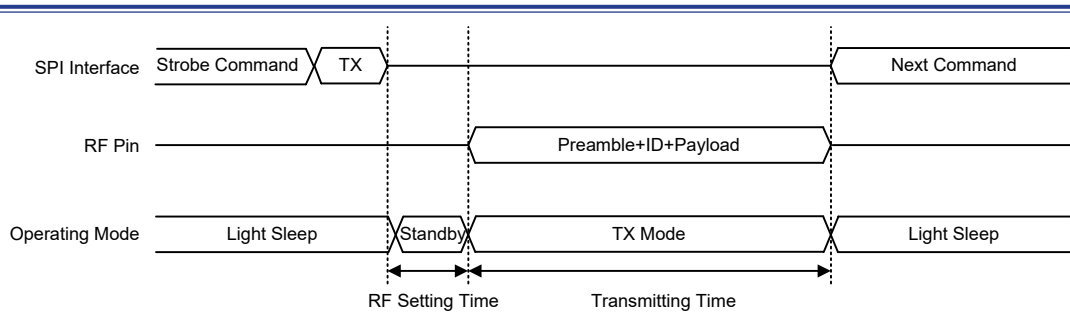 SPI Interface Strobe Command TX Next Command
RF Pin Preamble+ID+Payload
Operating Mode Light Sleep Standby TX Mode Light Sleep
RF Setting Time Transmitting Time